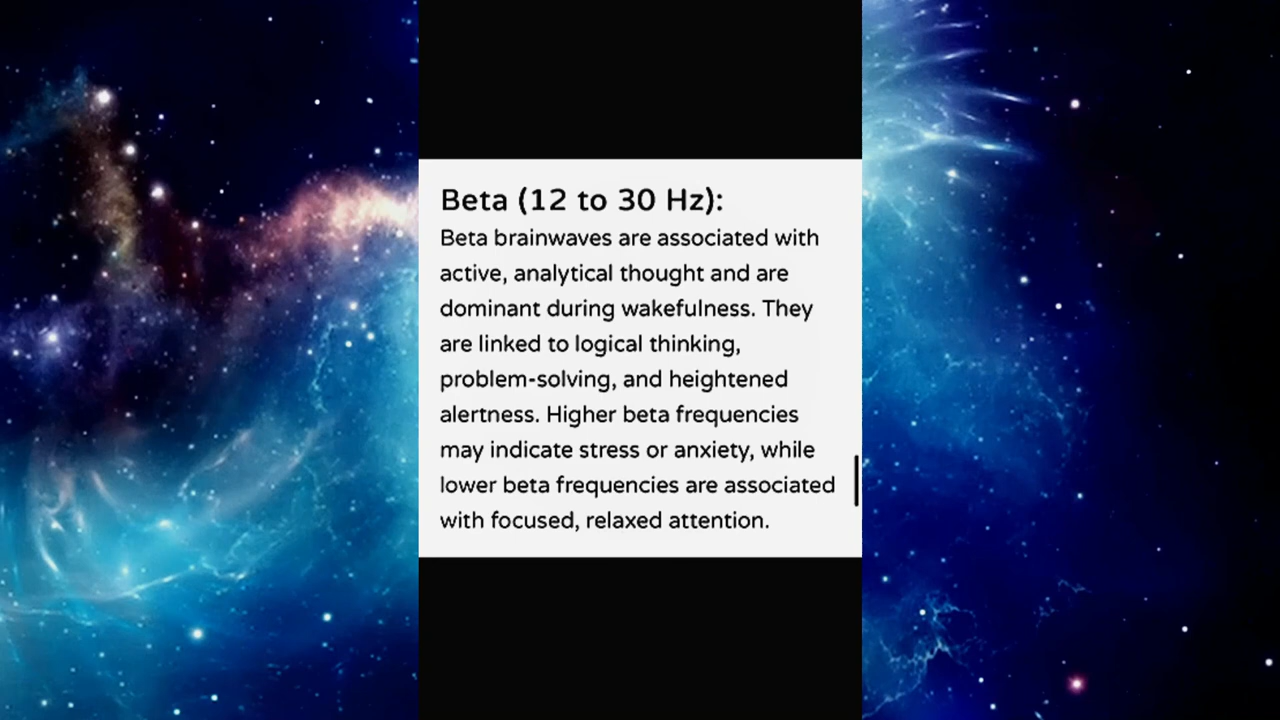 Beta (12 to 30 Hz):
Beta brainwaves are associated with
active, analytical thought and are
dominant during wakefulness. They
are linked to logical thinking,
problem-solving, and heightened
alertness. Higher beta frequencies
may indicate stress or anxiety, while
lower beta frequencies are associated
with focused, relaxed attention.